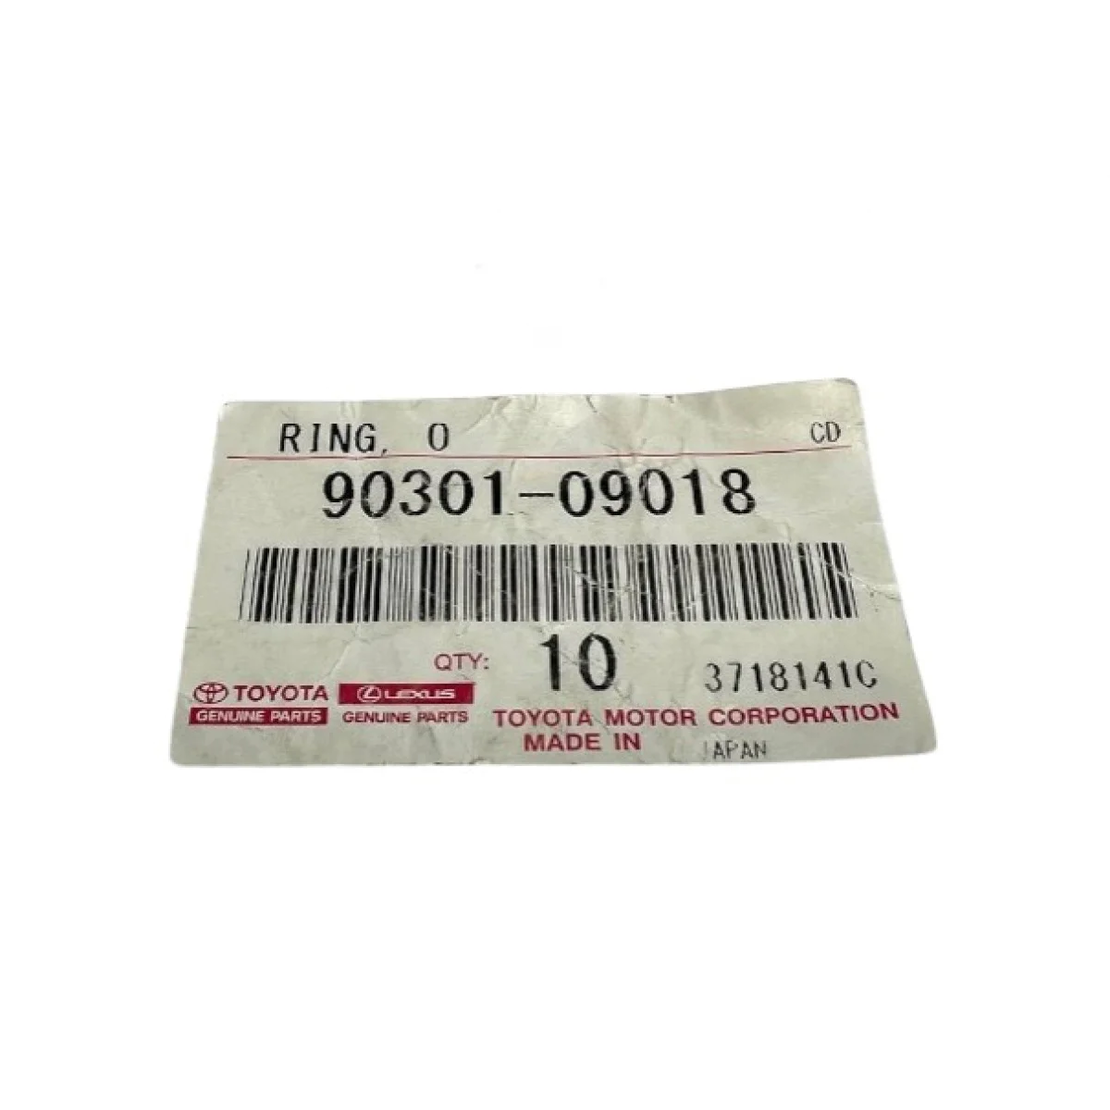 RING, O CD
90301-09018
QTY: 10 3718141C
TOYOTA LEXUS
GENUINE PARTS GENUINE PARTS
TOYOTA MOTOR CORPORATION
MADE IN JAPAN